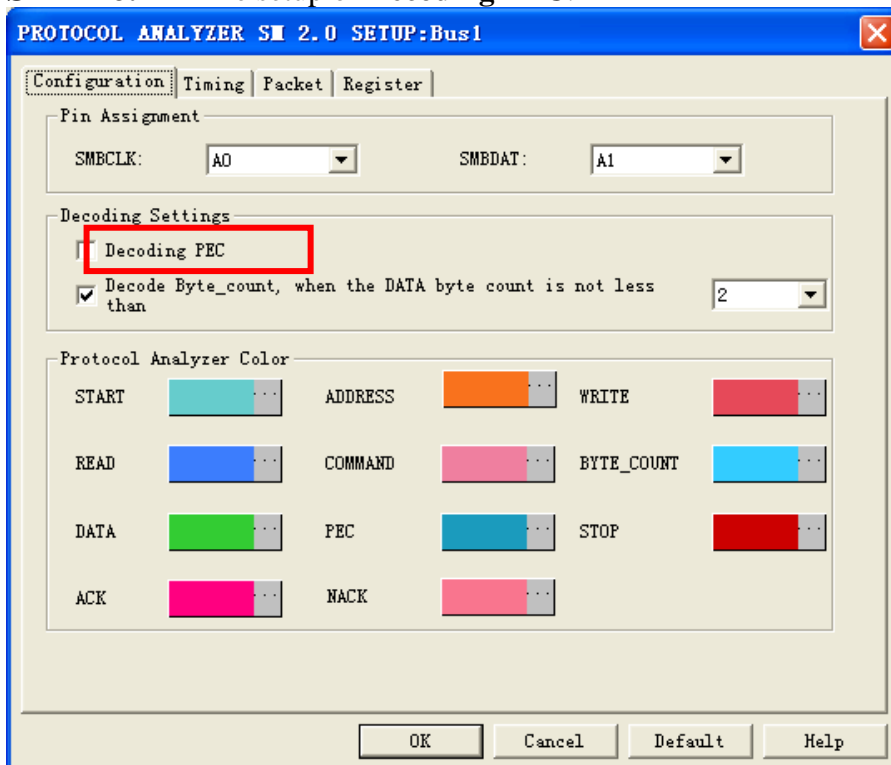 PROTOCOL ANALYZER SM 2.0 SETUP:Bus1
Configuration Timing Packet Register
Pin Assignment
SMBCLK: A0 SMBDAT: A1
Decoding Settings
Decoding PEC
Decode Byte_count, when the DATA byte count is not less 2
than
Protocol Analyzer Color
START ... ADDRESS ... WRITE ...
READ ... COMMAND ... BYTE_COUNT ...
DATA ... PEC ... STOP ...
ACK ... NACK ...
OK Cancel Default Help